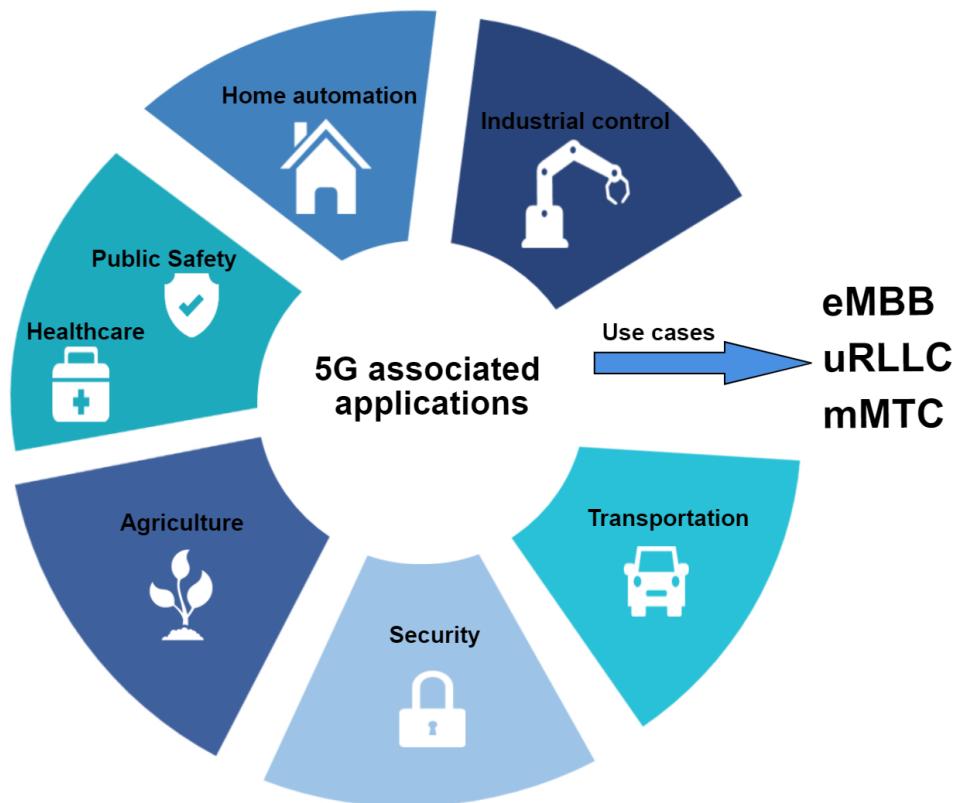 Home automation
Industrial control
Public Safety
Healthcare
5G associated
applications
Use cases
eMBB
uRLLC
mMTC
Agriculture
Transportation
Security